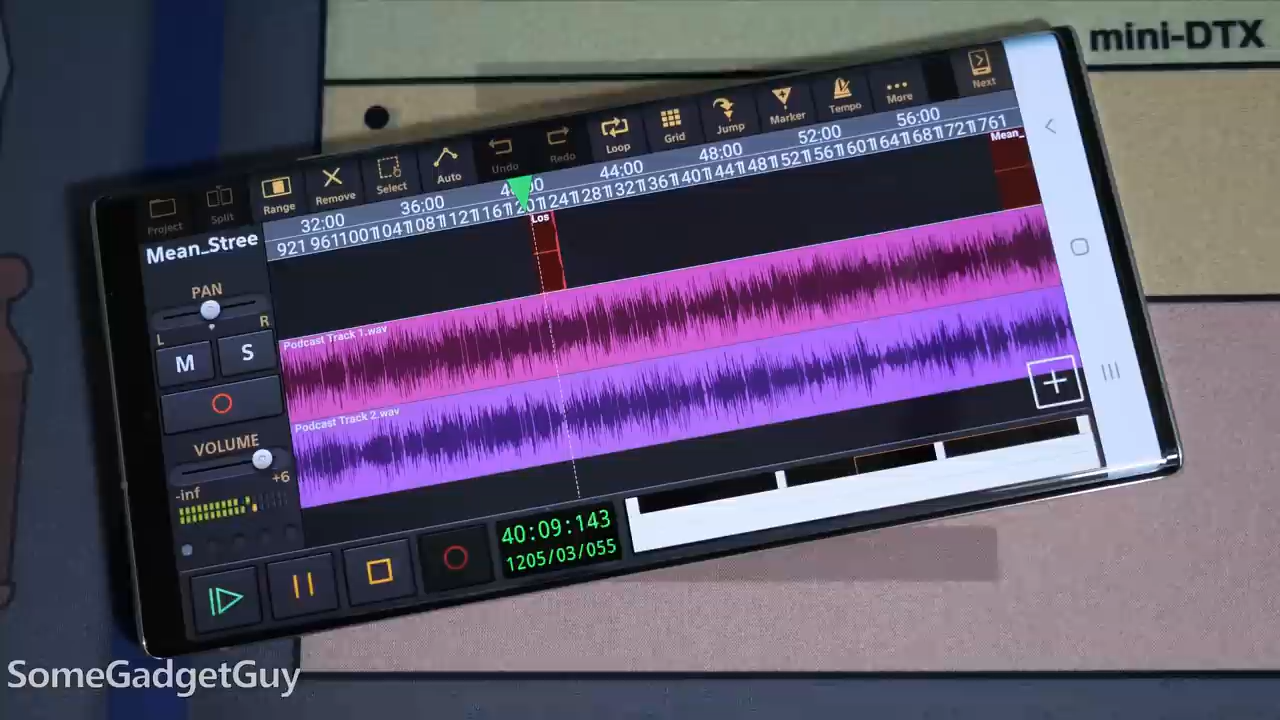 mini-DTX
Project
Split
Range
Remove
Select
Auto
Undo
Redo
Loop
Grid
Jump
Marker
Tempo
More
Next
32:00
36:00
44:00
48:00
52:00
56:00
Mean_Stree
Los
Mean_
PAN
L
R
M
S
VOLUME
-inf
+6
Podcast Track 1.wav
Podcast Track 2.wav
40:09:143
1205/03/055
SomeGadgetGuy